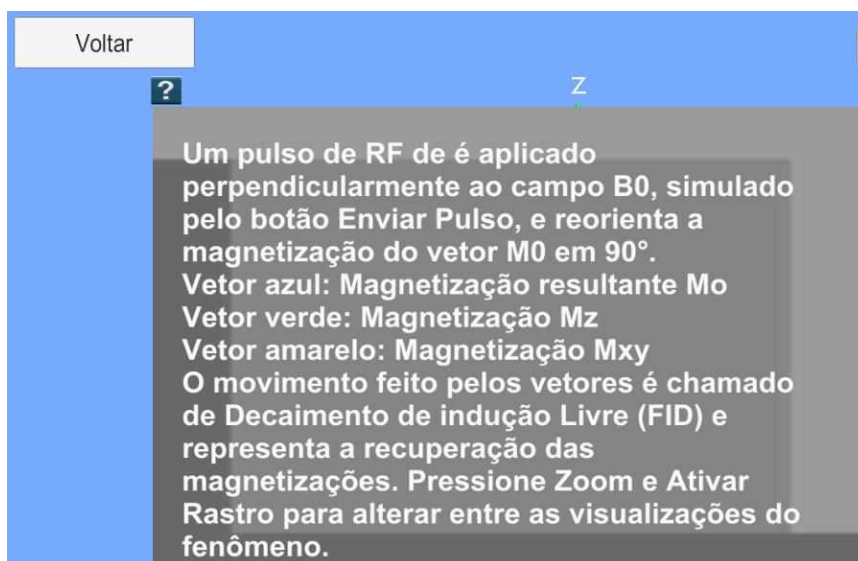 Voltar
?
Z
Um pulso de RF de é aplicado
perpendicularmente ao campo B0, simulado
pelo botão Enviar Pulso, e reorienta a
magnetização do vetor M0 em 90°.
Vetor azul: Magnetização resultante Mo
Vetor verde: Magnetização Mz
Vetor amarelo: Magnetização Mxy
O movimento feito pelos vetores é chamado
de Decaimento de indução Livre (FID) e
representa a recuperação das
magnetizações. Pressione Zoom e Ativar
Rastro para alterar entre as visualizações do
fenômeno.